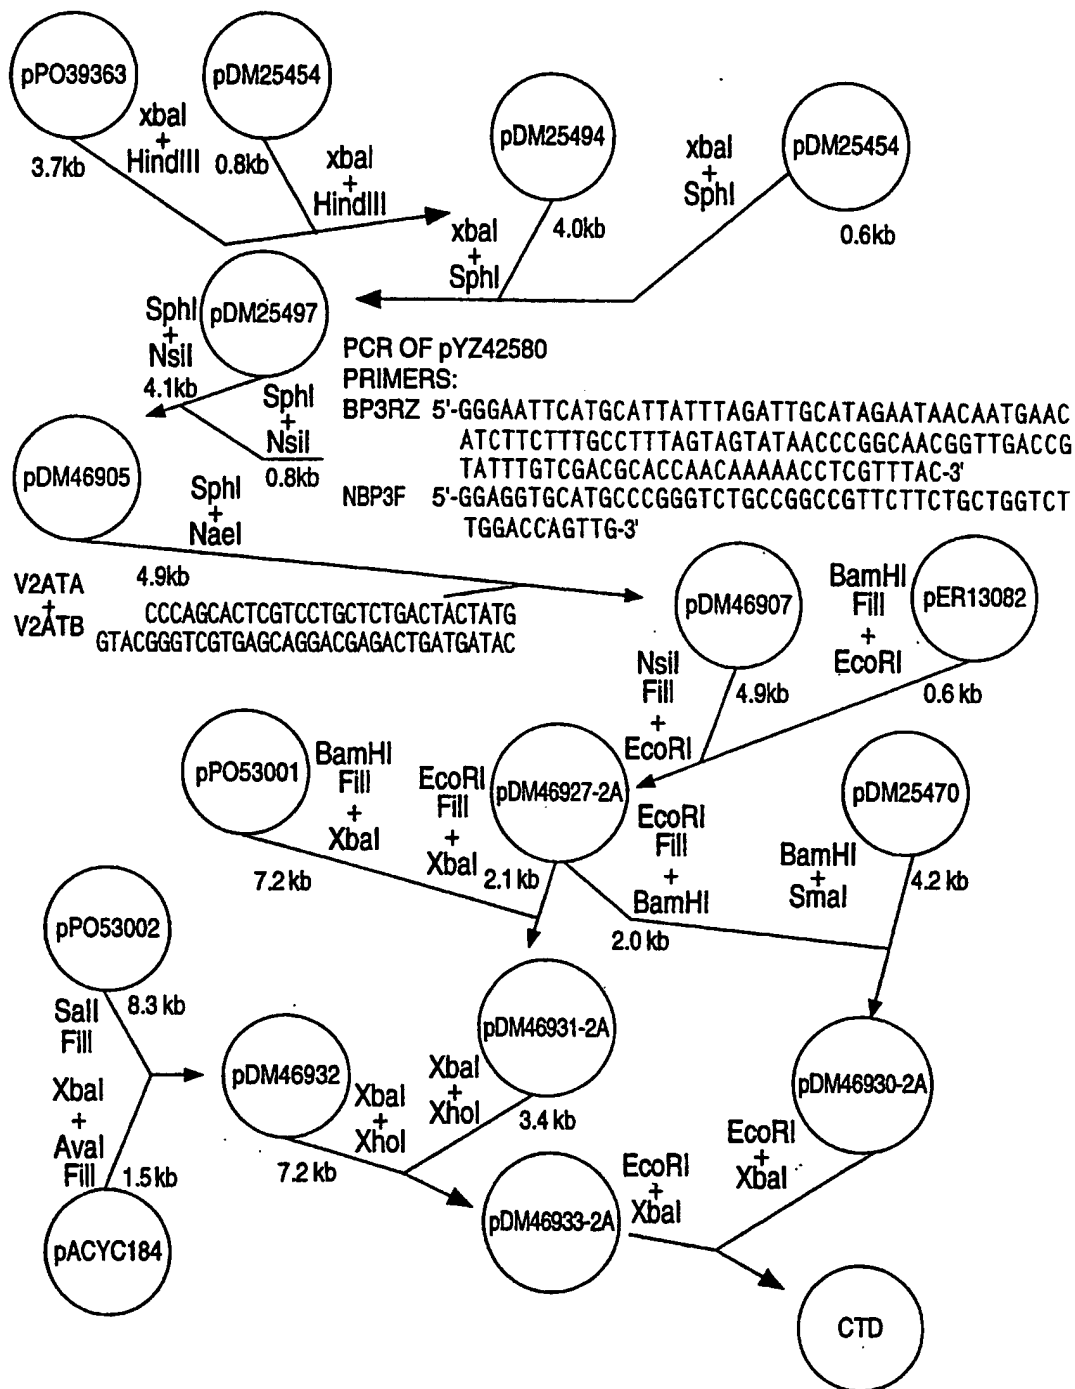 pPO39363
pDM25454
xbaI
+
HindIII
3.7kb
0.8kb
xbaI
+
HindIII
pDM25494
xbaI
+
SphI
pDM25454
4.0kb
0.6kb
xbaI
+
SphI
pDM25497
SphI
+
NsiI
4.1kb
SphI
+
NsiI
0.8kb
PCR OF pYZ42580
PRIMERS:
BP3RZ 5'-GGGAATTCATGCATTATTTAGATTGCATAGAATAACAATGAAC
ATCTTCTTTGCCTTTAGTAGTATAACCCGGCAACGGTTGACCG
TATTTGTCGACGCACCAACAAAAACCTCGTTTAC-3'
NBP3F 5'-GGAGGTGCATGCCCGGGTCTGCCGGCCGTTCTTCTGCTGGTCT
TGGACCAGTTG-3'
pDM46905
SphI
+
NaeI
4.9kb
V2ATA
+
V2ATB
CCCAGCACTCGTCCTGCTCTGACTACTATG
GTACGGGTCGTGAGCAGGACGAGACTGATGATAC
pDM46907
BamHI
Fill
+
EcoRI
pER13082
NsiI
Fill
+
EcoRI
4.9kb
0.6 kb
pPO53001
BamHI
Fill
+
XbaI
EcoRI
Fill
+
XbaI
pDM46927-2A
EcoRI
Fill
+
BamHI
pDM25470
BamHI
+
SmaI
7.2 kb
2.1 kb
4.2 kb
2.0 kb
pPO53002
8.3 kb
SalI
Fill
XbaI
+
AvaI
Fill
1.5 kb
pACYC184
pDM46932
pDM46931-2A
XbaI
+
XhoI
XbaI
+
XhoI
3.4 kb
7.2 kb
pDM46930-2A
pDM46933-2A
EcoRI
+
XbaI
EcoRI
+
XbaI
CTD